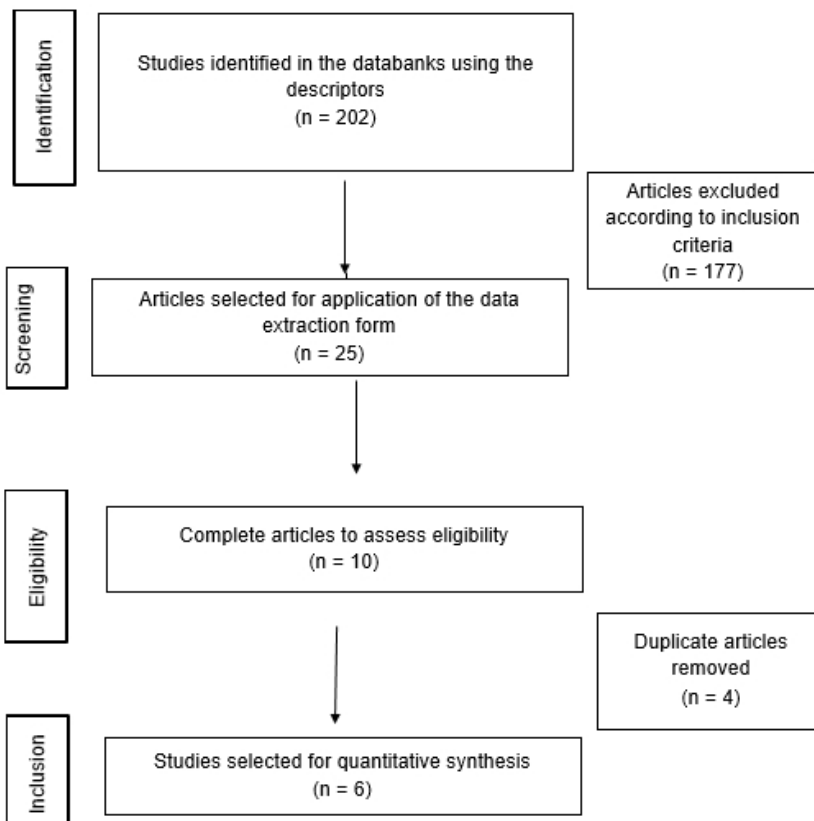 Identification
Studies identified in the databanks using the
descriptors
(n = 202)
Articles excluded
according to inclusion
criteria
(n = 177)
Screening
Articles selected for application of the data
extraction form
(n = 25)
Eligibility
Complete articles to assess eligibility
(n = 10)
Duplicate articles
removed
(n = 4)
Inclusion
Studies selected for quantitative synthesis
(n = 6)